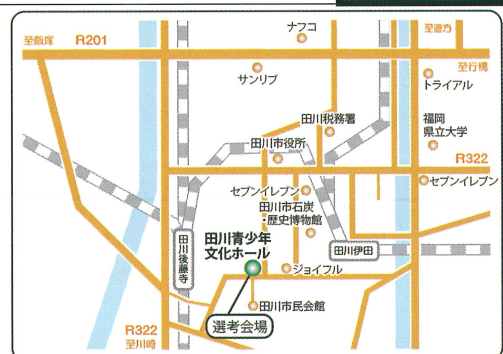 ナフコ
至直方
至飯塚
R201
至行橋
サンリブ
トライアル
田川税務署
福岡
県立大学
田川市役所
R322
セブンイレブン
セブンイレブン
田川市石炭
・歴史博物館
田川後藤寺
田川青少年
文化ホール
田川伊田
ジョイフル
田川市民会館
選考会場
R322
至川崎